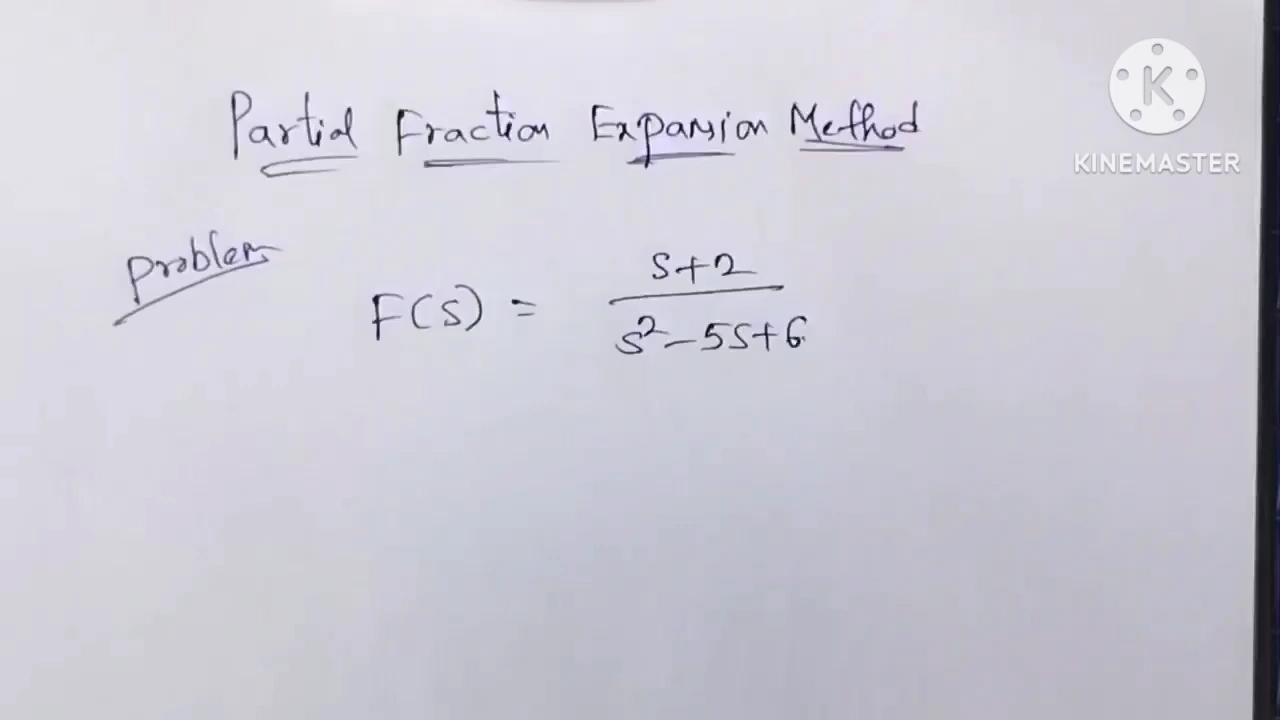 Partial Fraction Expansion Method
K
KINEMASTER
Problem
F(S) = S+2 / S²-5S+6